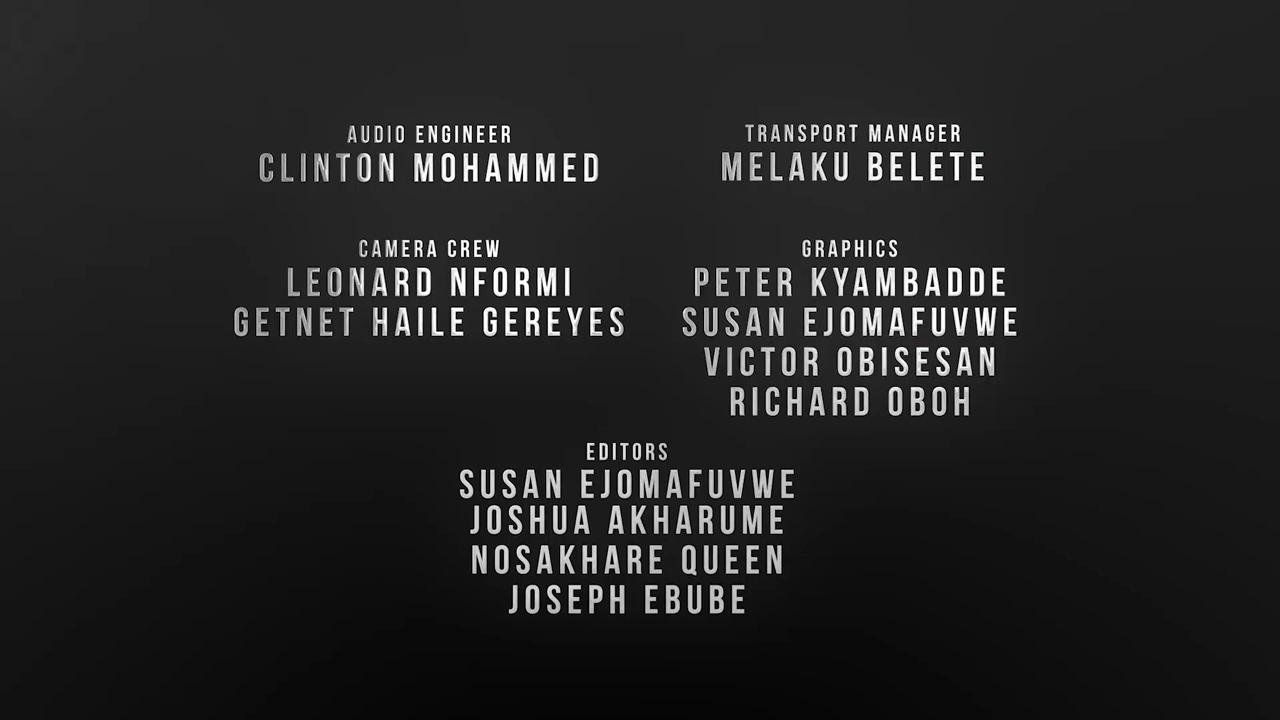 AUDIO ENGINEER
CLINTON MOHAMMED
TRANSPORT MANAGER
MELAKU BELETE
CAMERA CREW
LEONARD NFORMI
GETNET HAILE GEREYES
GRAPHICS
PETER KYAMBADDE
SUSAN EJOMAFUVWE
VICTOR OBISESAN
RICHARD OBOH
EDITORS
SUSAN EJOMAFUVWE
JOSHUA AKHARUME
NOSAKHARE QUEEN
JOSEPH EBUBE